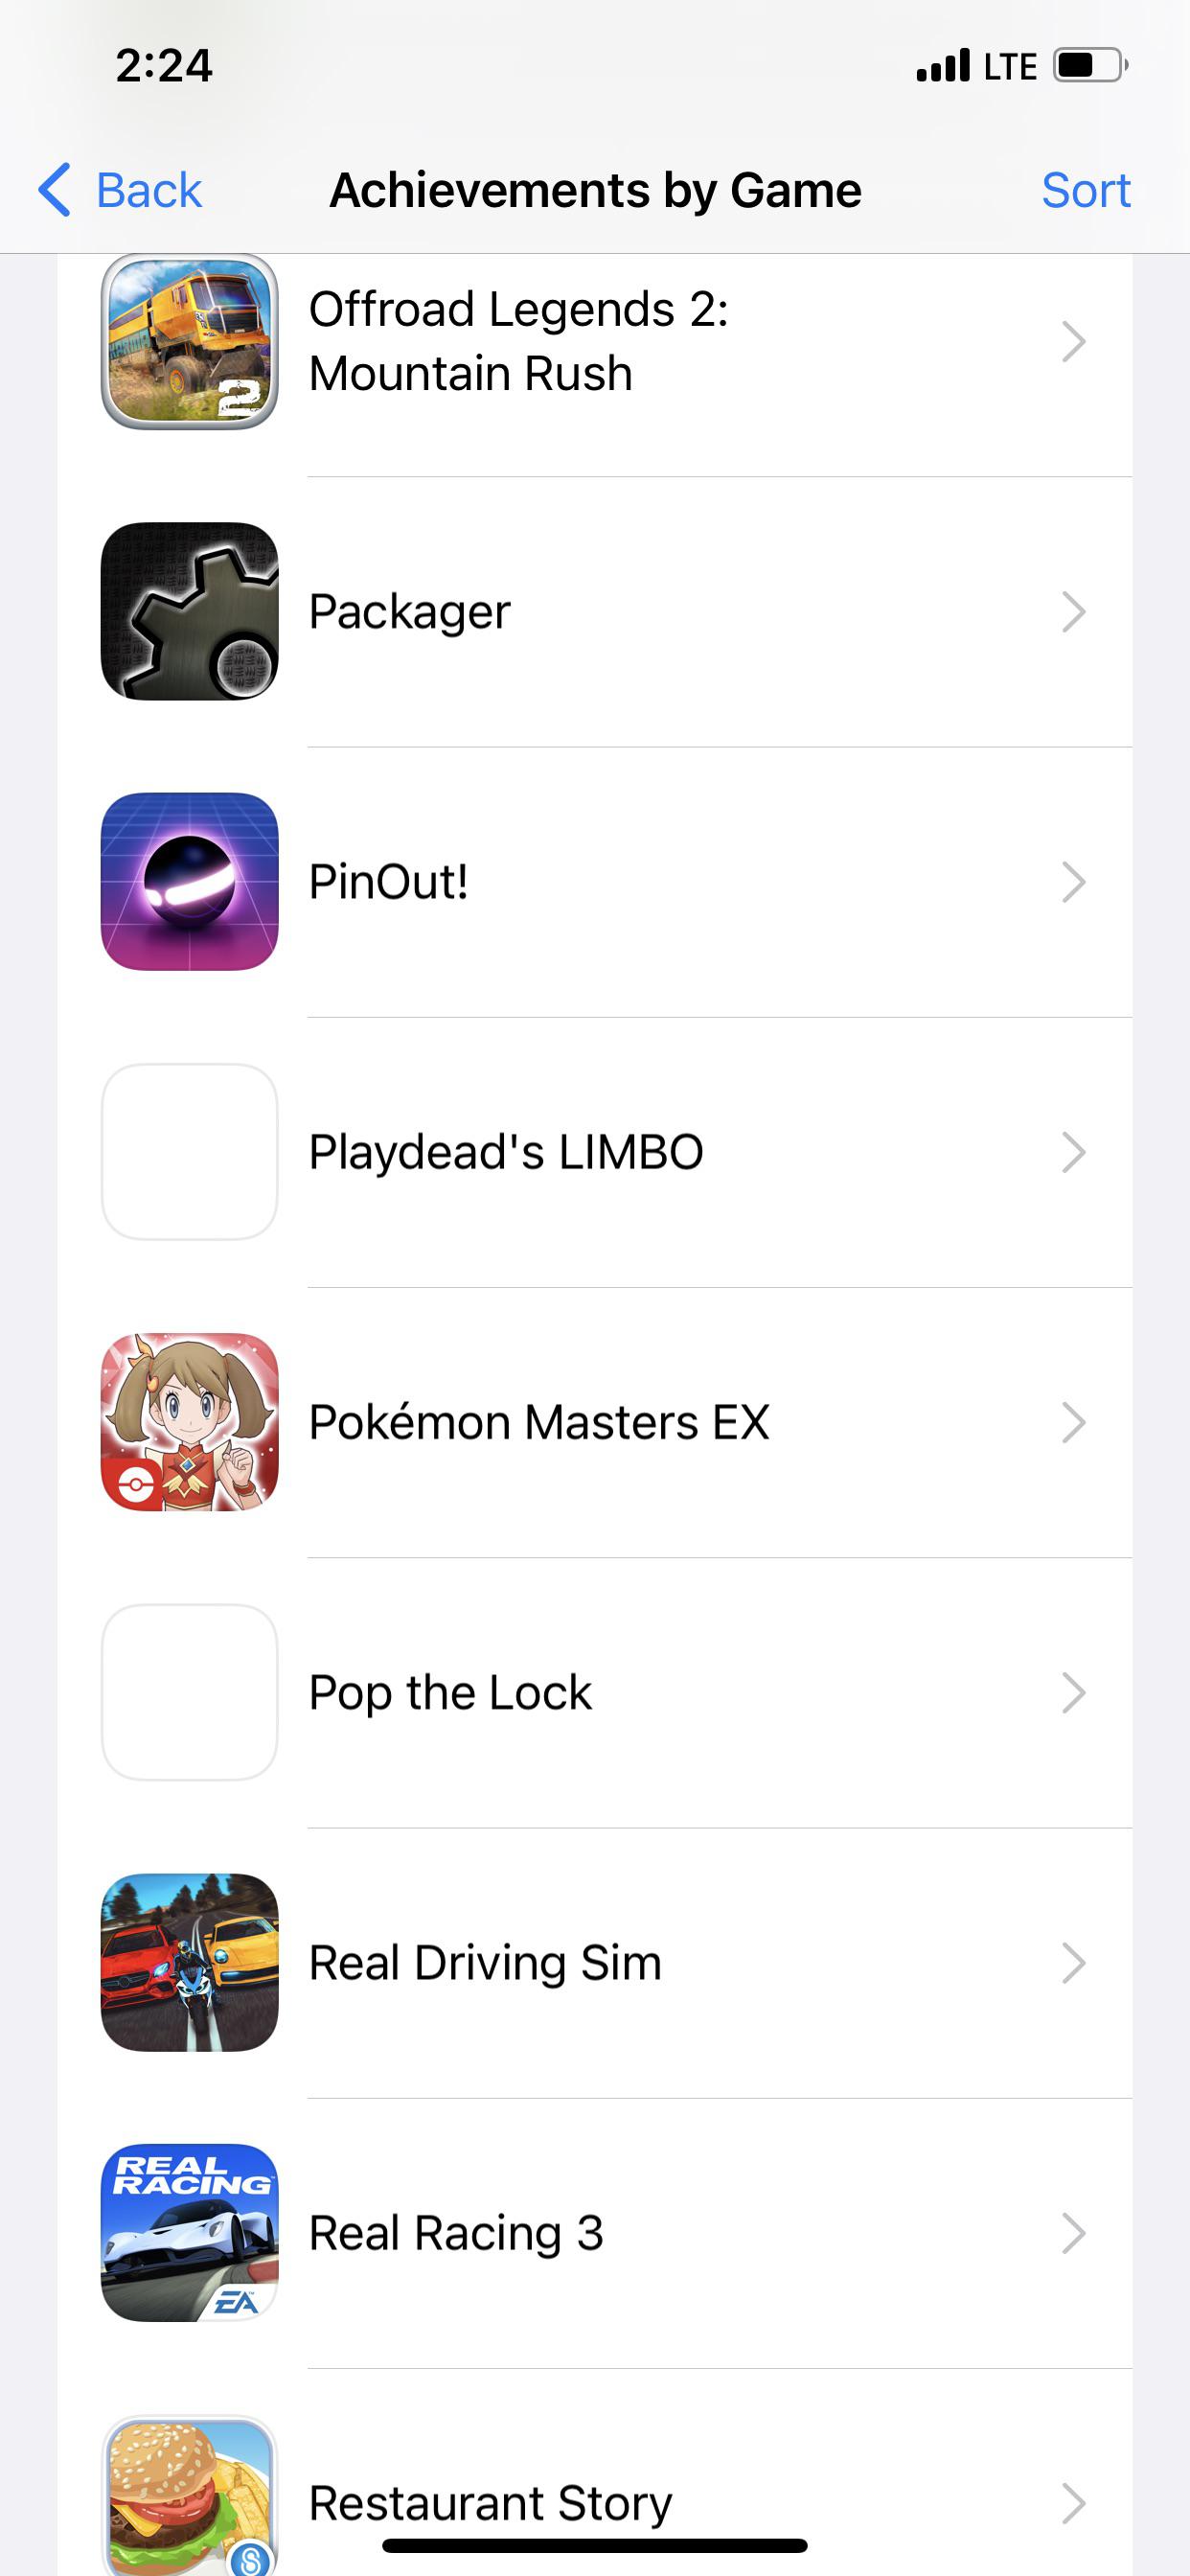 2:24
LTE
Back
Achievements by Game
Sort
2
Offroad Legends 2:
Mountain Rush
Packager
PinOut!
Playdead's LIMBO
Pokémon Masters EX
Pop the Lock
Real Driving Sim
REAL
RACING
EA
Real Racing 3
S
Restaurant Story